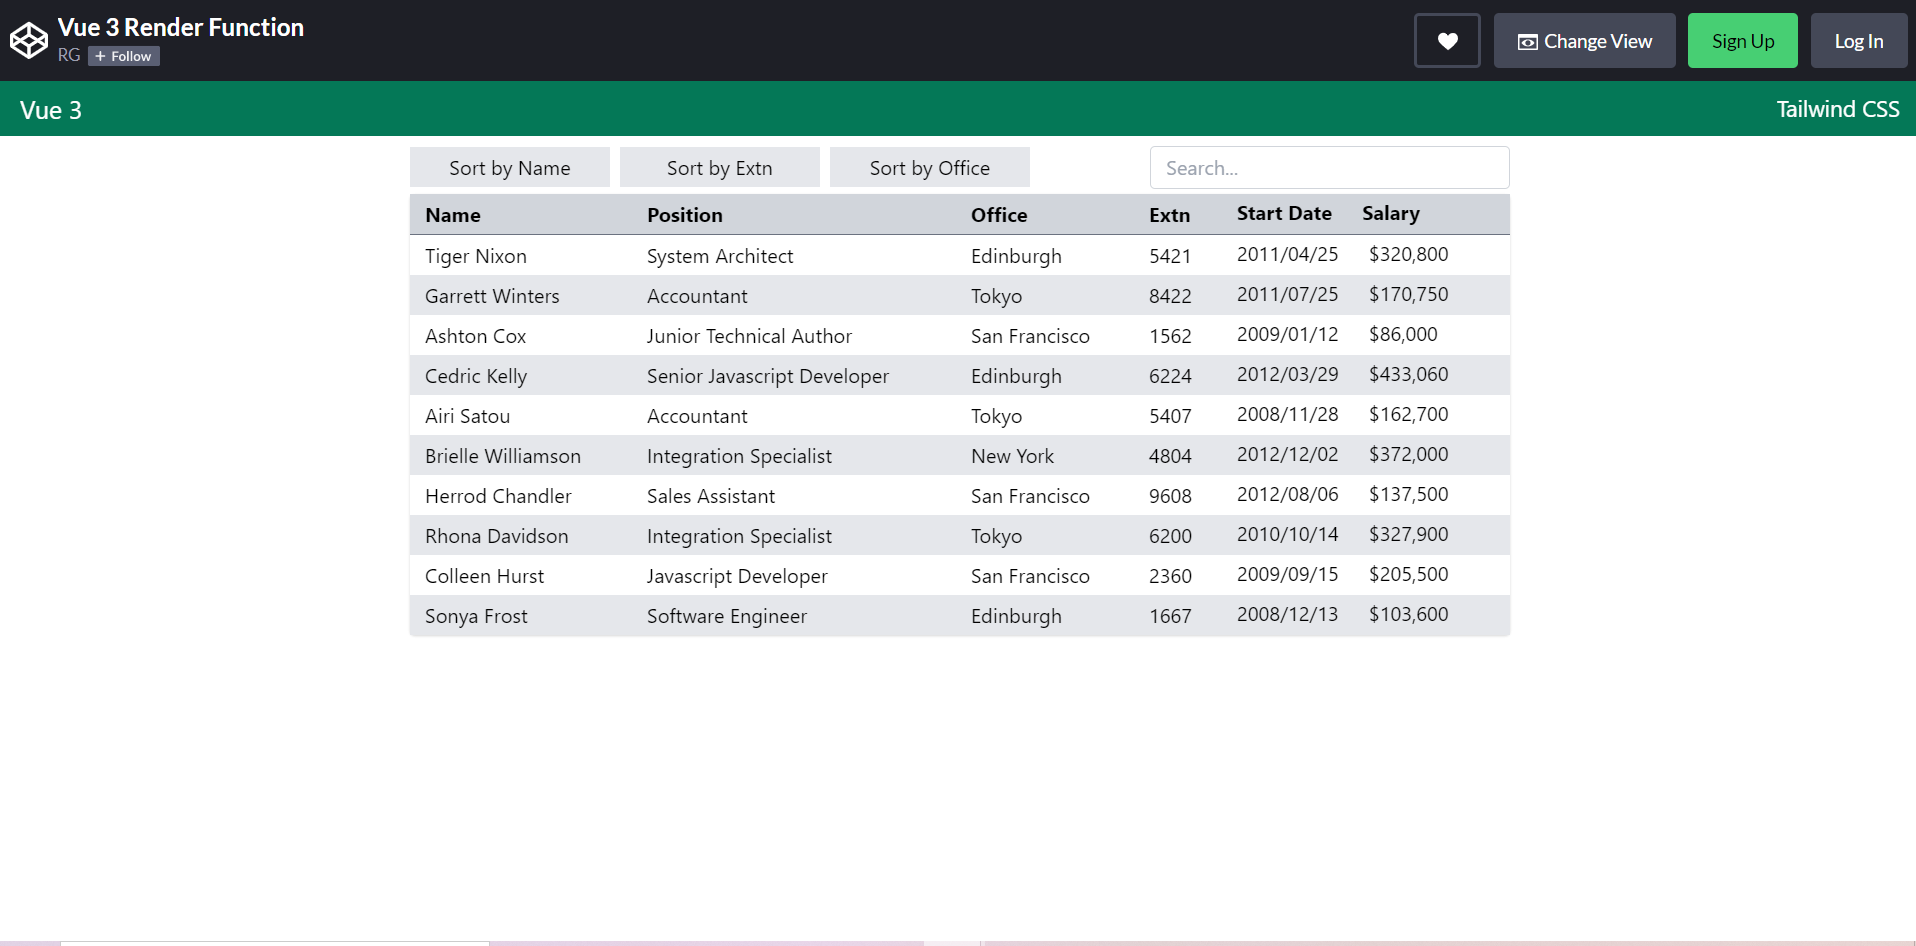 Vue 3 Render Function
RG + Follow
Change View
Sign Up
Log In
Vue 3
Tailwind CSS
Sort by Name
Sort by Extn
Sort by Office
Search...
Name Position Office Extn Start Date Salary
Tiger Nixon System Architect Edinburgh 5421 2011/04/25 $320,800
Garrett Winters Accountant Tokyo 8422 2011/07/25 $170,750
Ashton Cox Junior Technical Author San Francisco 1562 2009/01/12 $86,000
Cedric Kelly Senior Javascript Developer Edinburgh 6224 2012/03/29 $433,060
Airi Satou Accountant Tokyo 5407 2008/11/28 $162,700
Brielle Williamson Integration Specialist New York 4804 2012/12/02 $372,000
Herrod Chandler Sales Assistant San Francisco 9608 2012/08/06 $137,500
Rhona Davidson Integration Specialist Tokyo 6200 2010/10/14 $327,900
Colleen Hurst Javascript Developer San Francisco 2360 2009/09/15 $205,500
Sonya Frost Software Engineer Edinburgh 1667 2008/12/13 $103,600